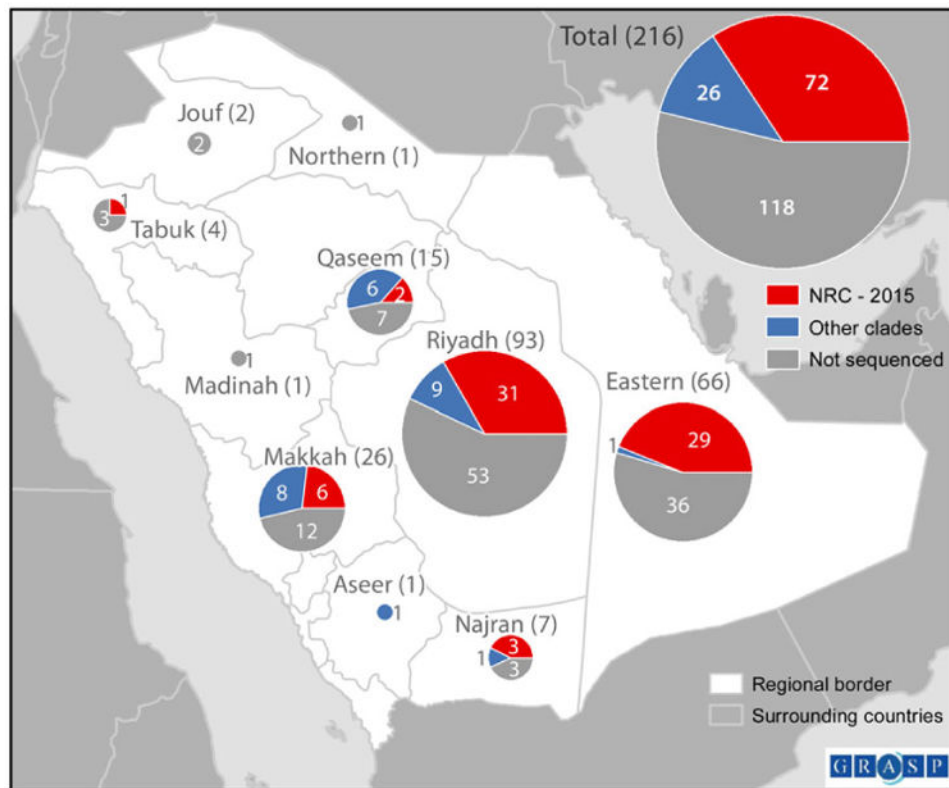 Total (216)
72
26
118
Jouf (2)
2
1
Northern (1)
1
3
Tabuk (4)
Qaseem (15)
6
2
7
NRC - 2015
Other clades
Not sequenced
Riyadh (93)
9
31
53
1
Madinah (1)
Eastern (66)
1
29
36
Makkah (26)
8
6
12
Aseer (1)
1
Najran (7)
3
1
3
Regional border
Surrounding countries
GRASP